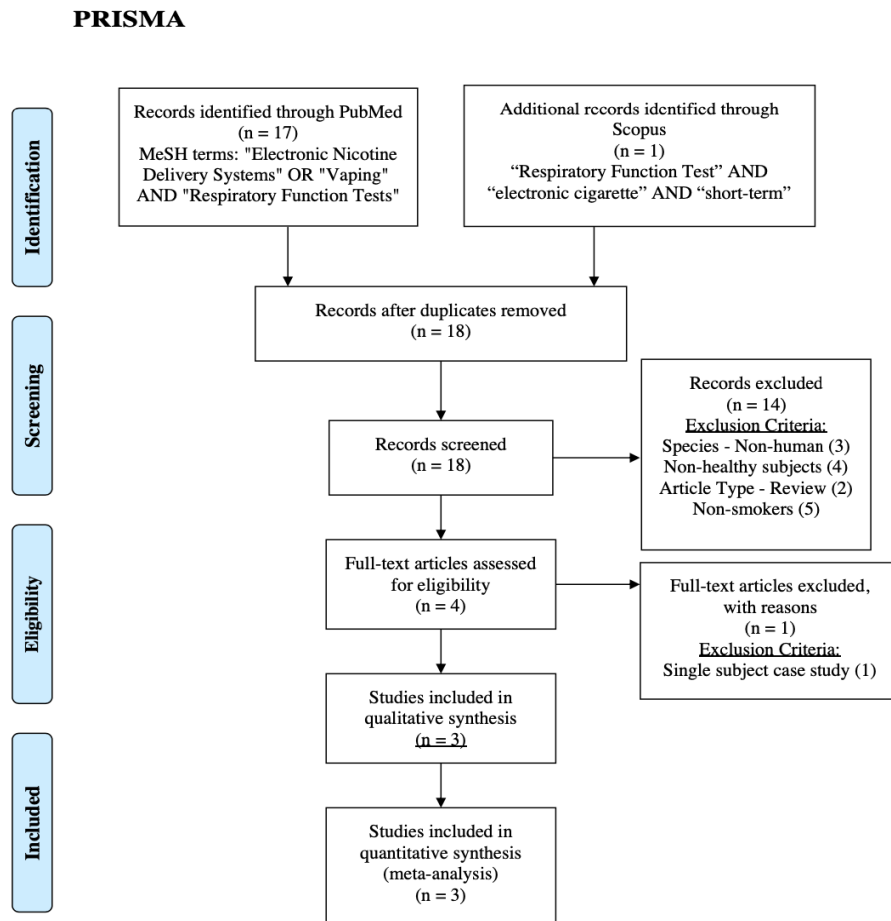 PRISMA
Identification
Records identified through PubMed
(n = 17)
MeSH terms: "Electronic Nicotine
Delivery Systems" OR "Vaping"
AND "Respiratory Function Tests"
Additional records identified through
Scopus
(n = 1)
“Respiratory Function Test” AND
“electronic cigarette” AND “short-term”
Records after duplicates removed
(n = 18)
Screening
Records screened
(n = 18)
Records excluded
(n = 14)
Exclusion Criteria:
Species - Non-human (3)
Non-healthy subjects (4)
Article Type - Review (2)
Non-smokers (5)
Eligibility
Full-text articles assessed
for eligibility
(n = 4)
Full-text articles excluded,
with reasons
(n = 1)
Exclusion Criteria:
Single subject case study (1)
Studies included in
qualitative synthesis
(n = 3)
Included
Studies included in
quantitative synthesis
(meta-analysis)
(n = 3)